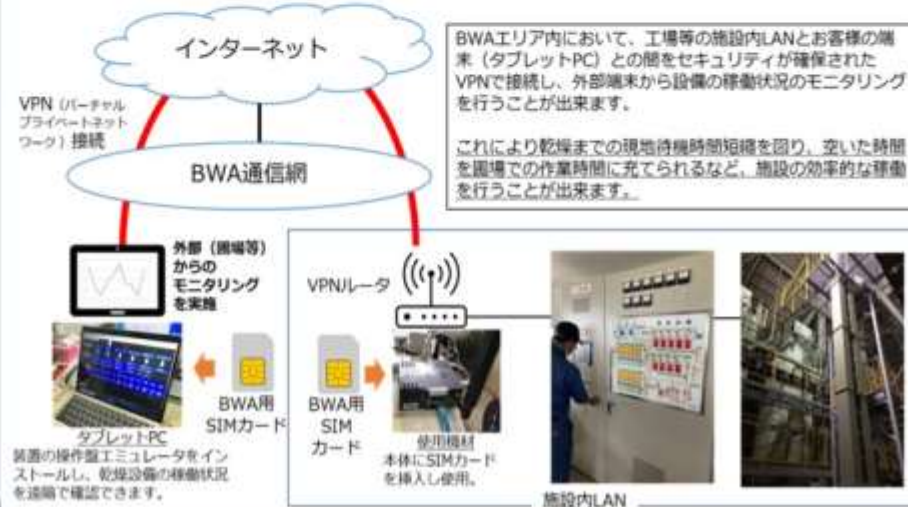 インターネット
BWAエリア内において、工場等の施設内LANとお客様の端
末（タブレットPC）との間をセキュリティが確保された
VPNで接続し、外部端末から設備の稼働状況のモニタリング
を行うことが出来ます。
これにより乾燥までの現地待機時間短縮を図り、空いた時間
を圃場での作業時間に充てられるなど、施設の効率的な稼働
を行うことが出来ます。
VPN（バーチャル
プライベートネット
ワーク）接続
BWA通信網
外部（圃場等）
からの
モニタリング
を実施
VPNルータ
BWA用
SIMカード
BWA用
SIM
カード
タブレットPC
装置の操作盤エミュレータをイン
ストールし、乾燥設備の稼働状況
を遠隔で確認できます。
使用機材
本体にSIMカード
を挿入し使用。
施設内LAN